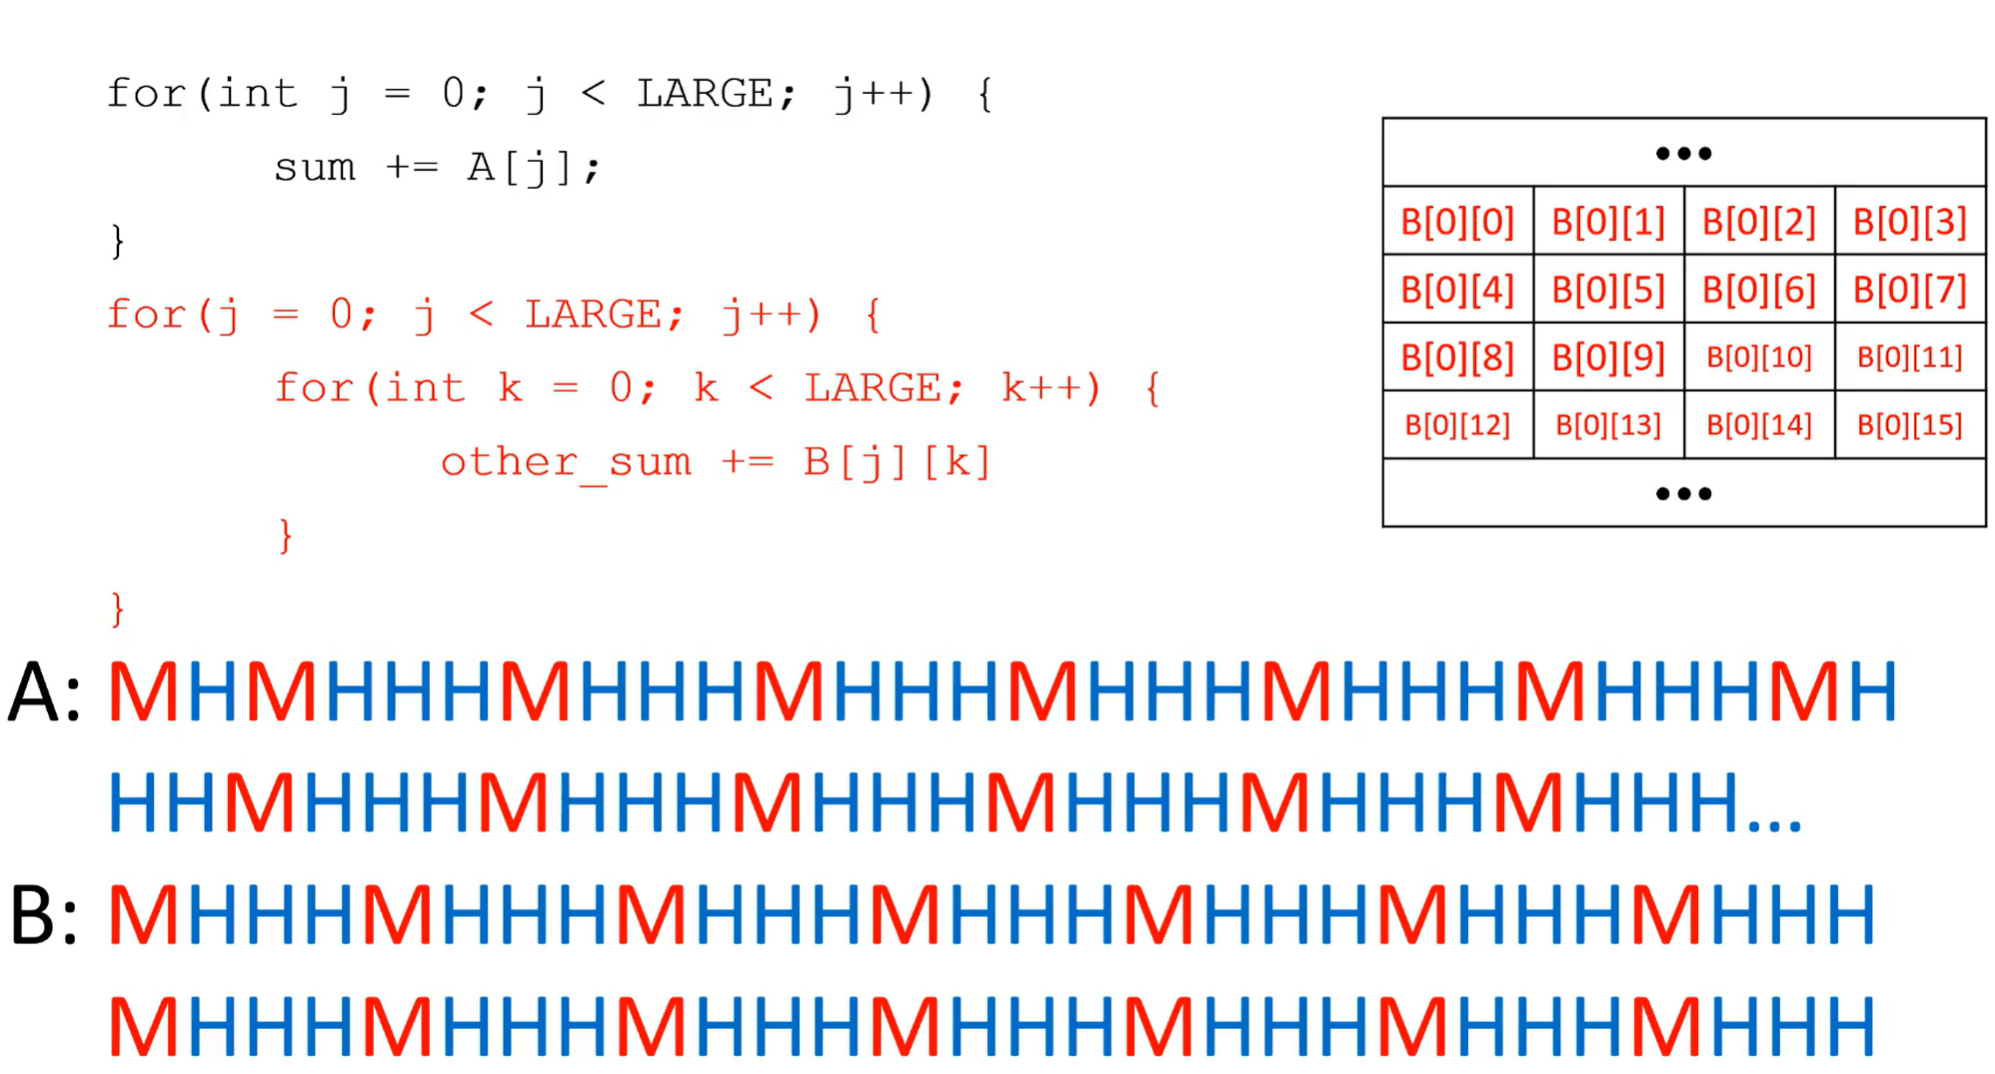 for(int j = 0; j < LARGE; j++) {
sum += A[j];
}
for(j = 0; j < LARGE; j++) {
for(int k = 0; k < LARGE; k++) {
other_sum += B[j][k]
}
}
•••
B[0][0] B[0][1] B[0][2] B[0][3]
B[0][4] B[0][5] B[0][6] B[0][7]
B[0][8] B[0][9] B[0][10] B[0][11]
B[0][12] B[0][13] B[0][14] B[0][15]
•••
A: MHMHHHMHHHMHHHMHHHMHHHMHHHMH
HHMHHHMHHHMHHHMHHHMHHHMHHH...
B: MHHHMHHHMHHHMHHHMHHHMHHHMHHH
MHHHMHHHMHHHMHHHMHHHMHHHMHHH